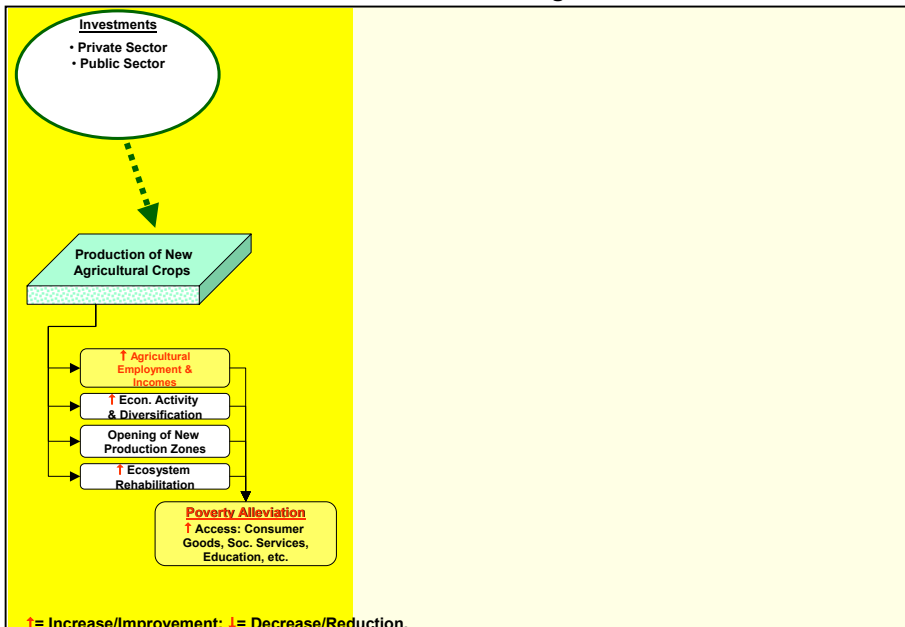 Investments
• Private Sector
• Public Sector
Production of New
Agricultural Crops
↑ Agricultural
Employment &
Incomes
↑ Econ. Activity
& Diversification
Opening of New
Production Zones
↑ Ecosystem
Rehabilitation
Poverty Alleviation
↑ Access: Consumer
Goods, Soc. Services,
Education, etc.
↑= Increase/Improvement; ↓= Decrease/Reduction.